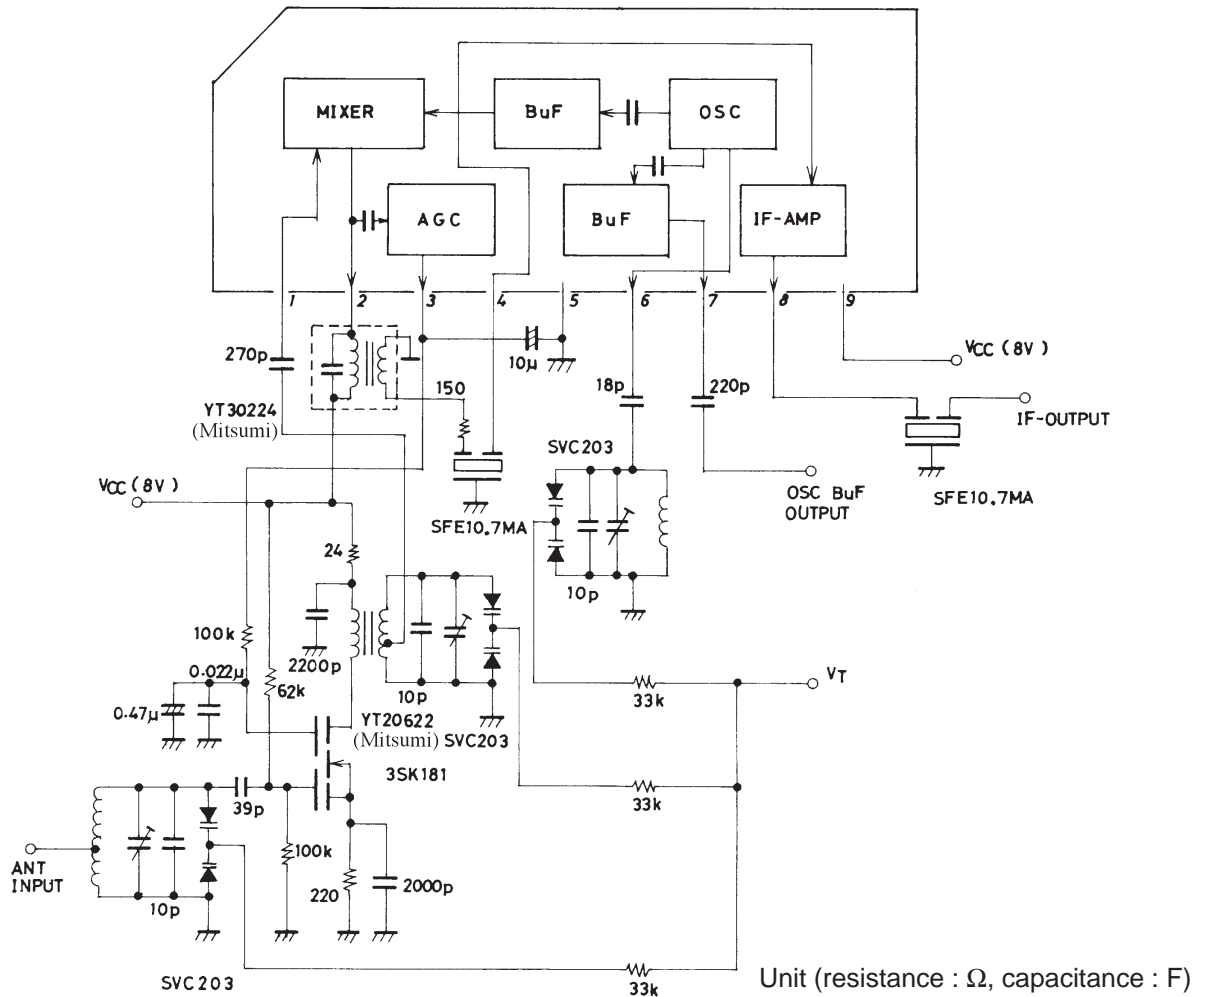 MIXER
BuF
OSC
AGC
BuF
IF-AMP
1
2
3
4
5
6
7
8
9
270p
10μ
VCC (8V)
18p
220p
150
YT30224
(Mitsumi)
IF-OUTPUT
SVC203
VCC (8V)
OSC BuF
OUTPUT
SFE10.7MA
SFE10.7MA
24
10p
100k
2200p
0.022μ
62k
10p
VT
33k
0.47μ
YT20622
(Mitsumi)
SVC203
3SK181
39p
33k
100k
ANT
INPUT
10p
220
2000p
SVC203
33k
Unit (resistance : Ω, capacitance : F)